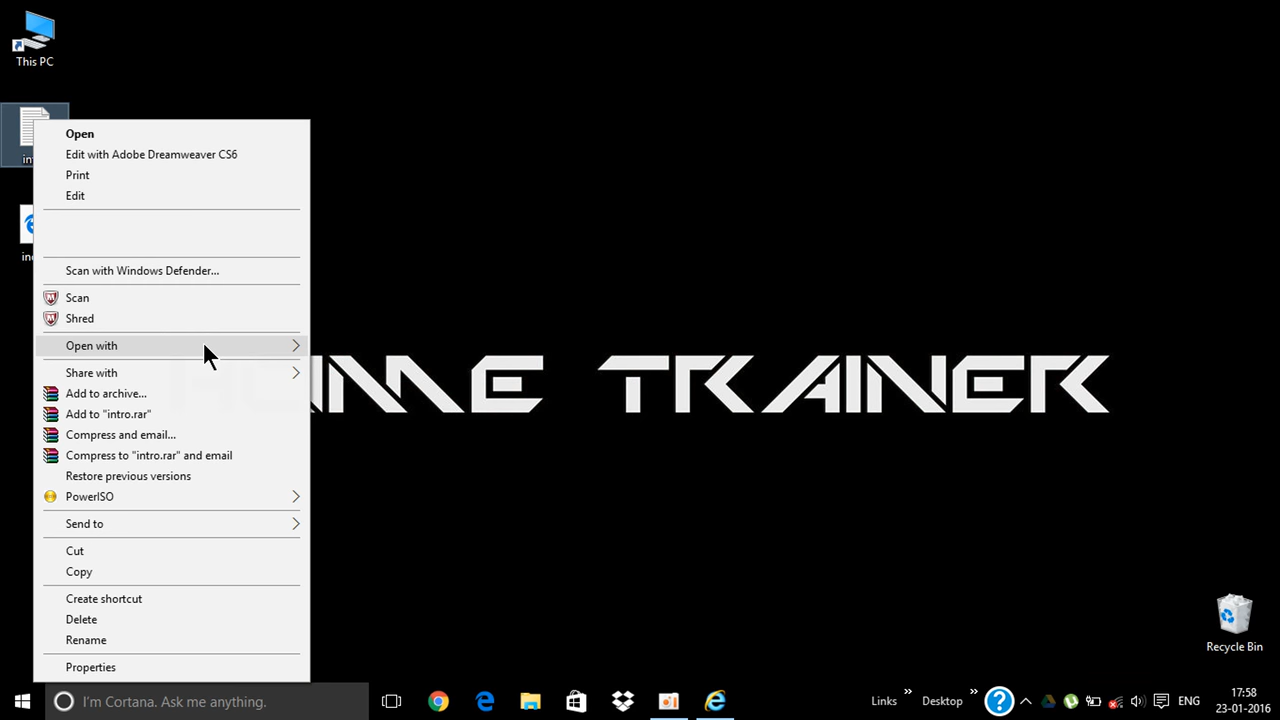 This PC
Open
Edit with Adobe Dreamweaver CS6
Print
Edit
Scan with Windows Defender...
Scan
Shred
Open with
Share with
Add to archive...
Add to "intro.rar"
Compress and email...
Compress to "intro.rar" and email
Restore previous versions
PowerISO
Send to
Cut
Copy
Create shortcut
Delete
Rename
Properties
TRAINER
Recycle Bin
I'm Cortana. Ask me anything.
Links
Desktop
ENG
17:58
23-01-2016